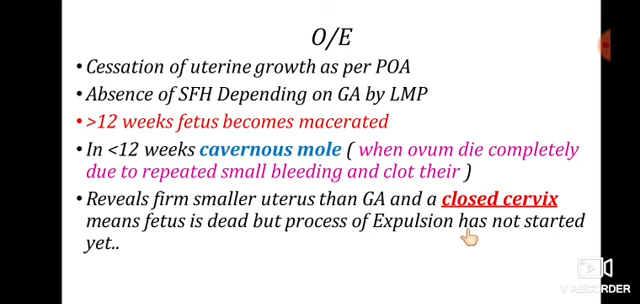 O/E
• Cessation of uterine growth as per POA
• Absence of SFH Depending on GA by LMP
• >12 weeks fetus becomes macerated
• In <12 weeks cavernous mole ( when ovum die completely
due to repeated small bleeding and clot their )
• Reveals firm smaller uterus than GA and a closed cervix
means fetus is dead but process of Expulsion has not started
yet..
V RECORDER